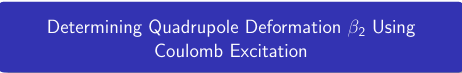 Determining Quadrupole Deformation β₂ Using
Coulomb Excitation